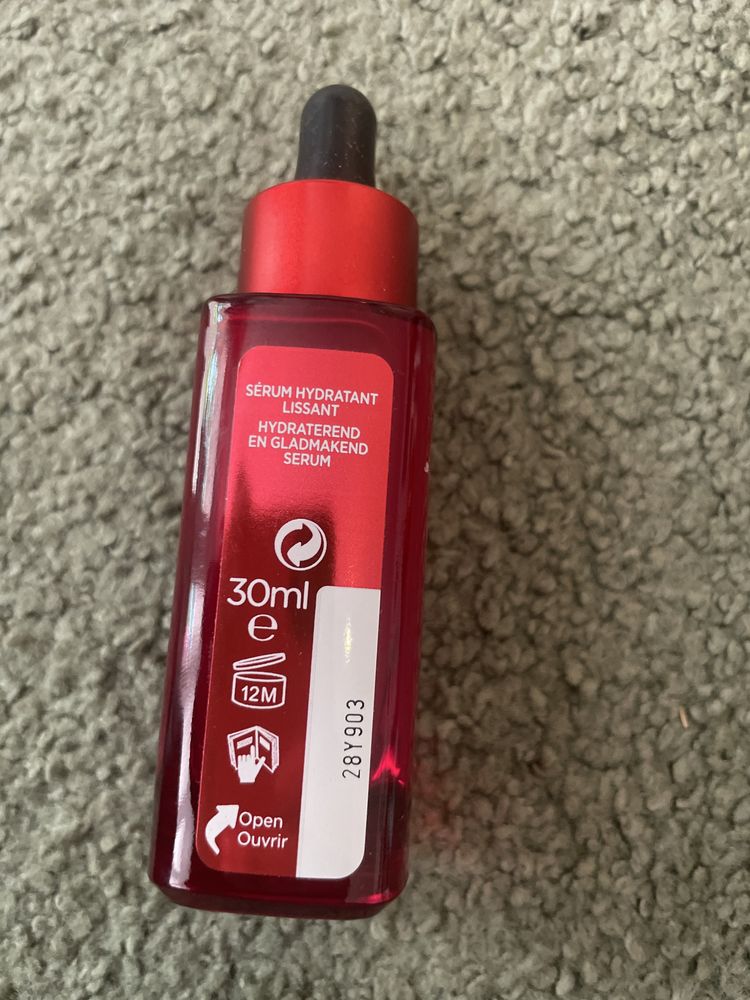 SÉRUM HYDRATANT
LISSANT
HYDRATEREND
EN GLADMAKEND
SERUM
30ml
e
12M
28Y903
Open
Ouvrir